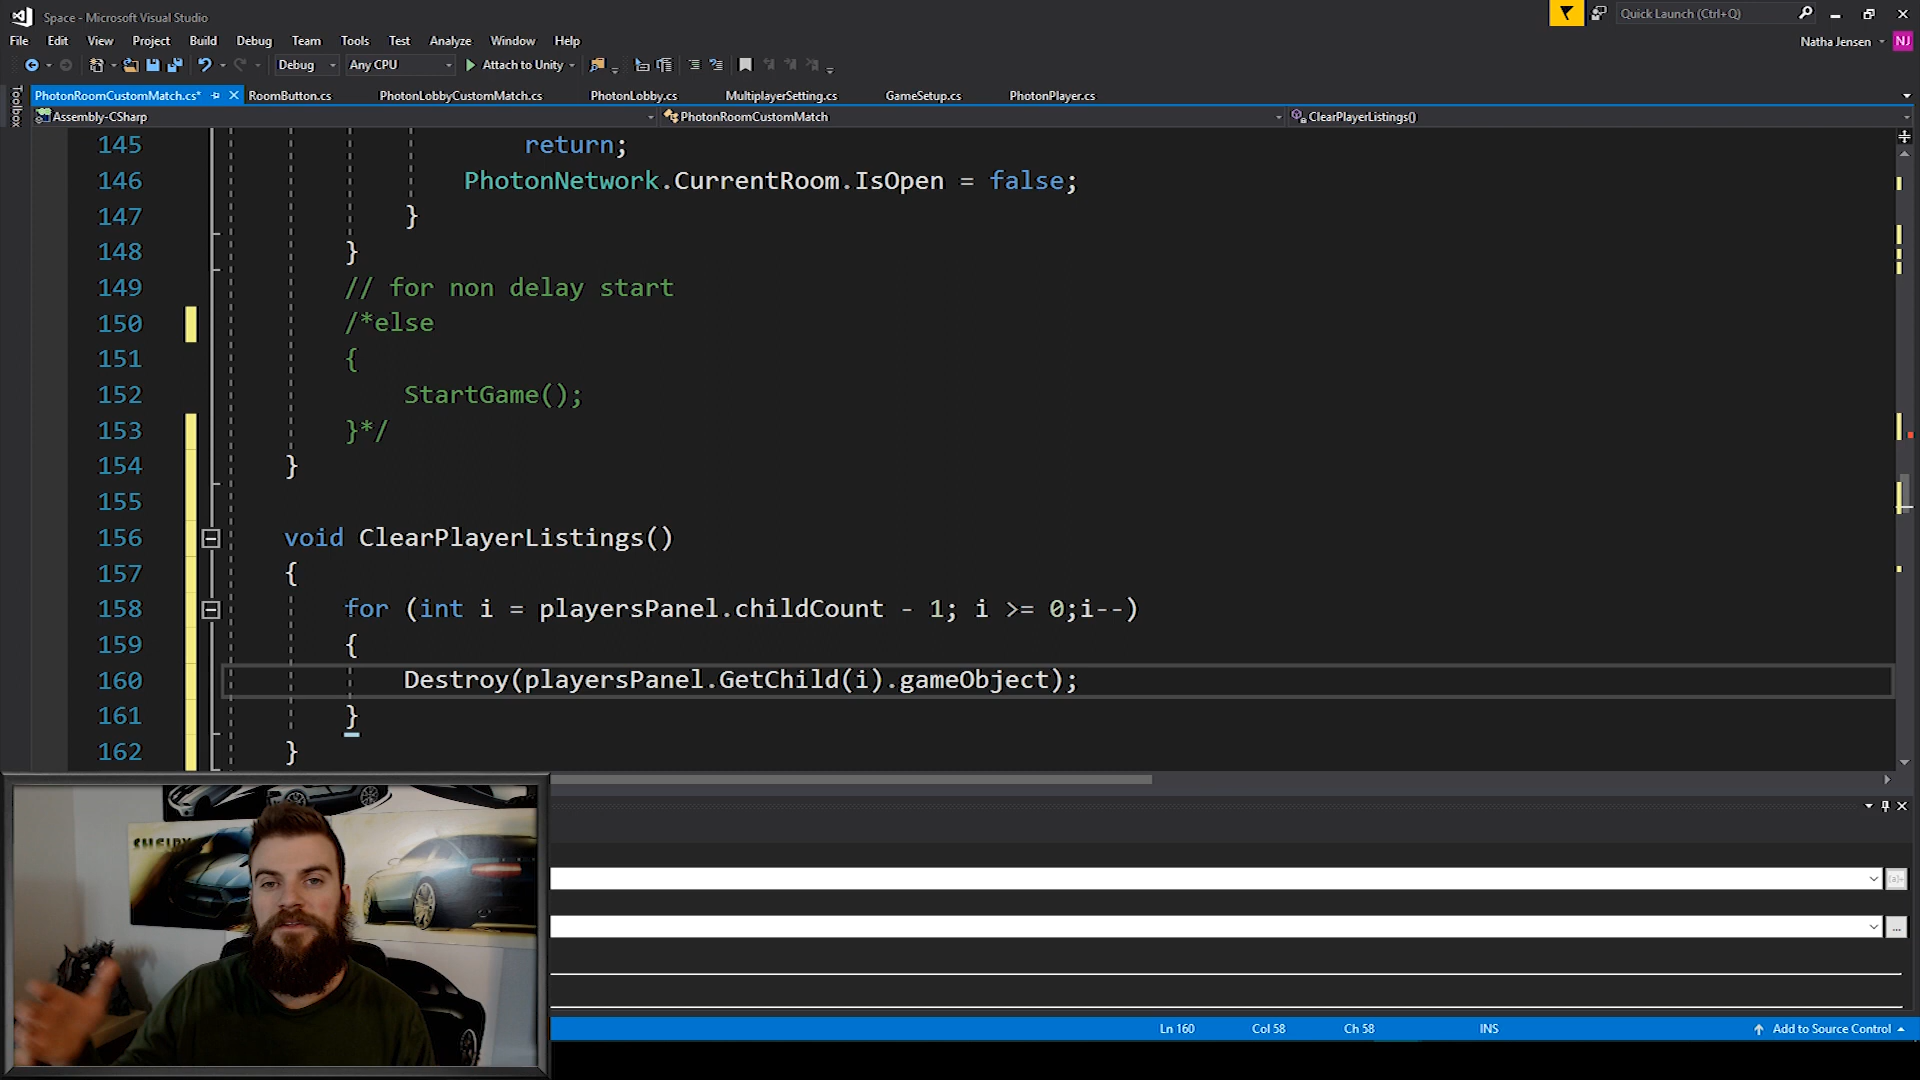 Space - Microsoft Visual Studio
Quick Launch (Ctrl+Q)
File Edit View Project Build Debug Team Tools Test Analyze Window Help
Natha Jensen NJ
Debug Any CPU Attach to Unity
Toolbox
PhotonRoomCustomMatch.cs* RoomButton.cs PhotonLobbyCustomMatch.cs PhotonLobby.cs MultiplayerSetting.cs GameSetup.cs PhotonPlayer.cs
Assembly-CSharp PhotonRoomCustomMatch ClearPlayerListings()
145 return;
146 PhotonNetwork.CurrentRoom.IsOpen = false;
147 }
148 }
149 // for non delay start
150 /*else
151 {
152 StartGame();
153 }*/
154 }
155
156 void ClearPlayerListings()
157 {
158 for (int i = playersPanel.childCount - 1; i >= 0;i--)
159 {
160 Destroy(playersPanel.GetChild(i).gameObject);
161 }
162 }
SHELBY
...
Ln 160 Col 58 Ch 58 INS Add to Source Control